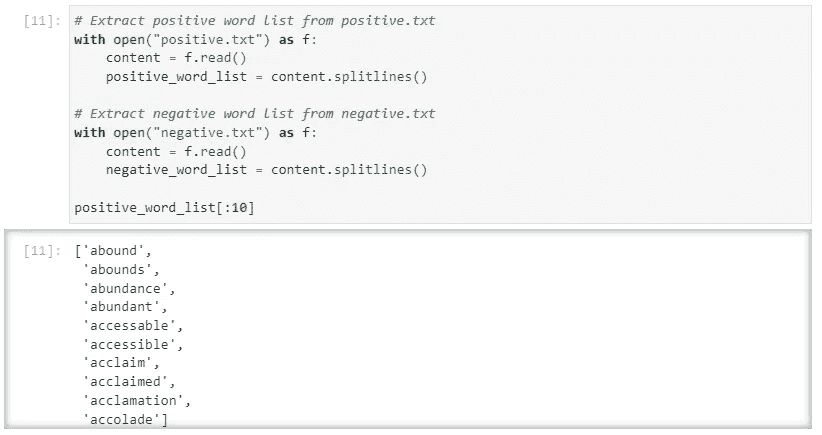 [11]: # Extract positive word list from positive.txt
with open("positive.txt") as f:
    content = f.read()
    positive_word_list = content.splitlines()

# Extract negative word list from negative.txt
with open("negative.txt") as f:
    content = f.read()
    negative_word_list = content.splitlines()

positive_word_list[:10]
[11]: ['abound',
'abounds',
'abundance',
'abundant',
'accessable',
'accessible',
'acclaim',
'acclaimed',
'acclamation',
'accolade']